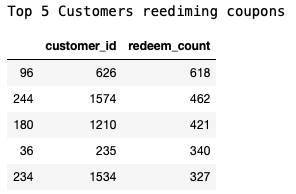 Top 5 Customers reediming coupons
customer_id redeem_count
96 626 618
244 1574 462
180 1210 421
36 235 340
234 1534 327